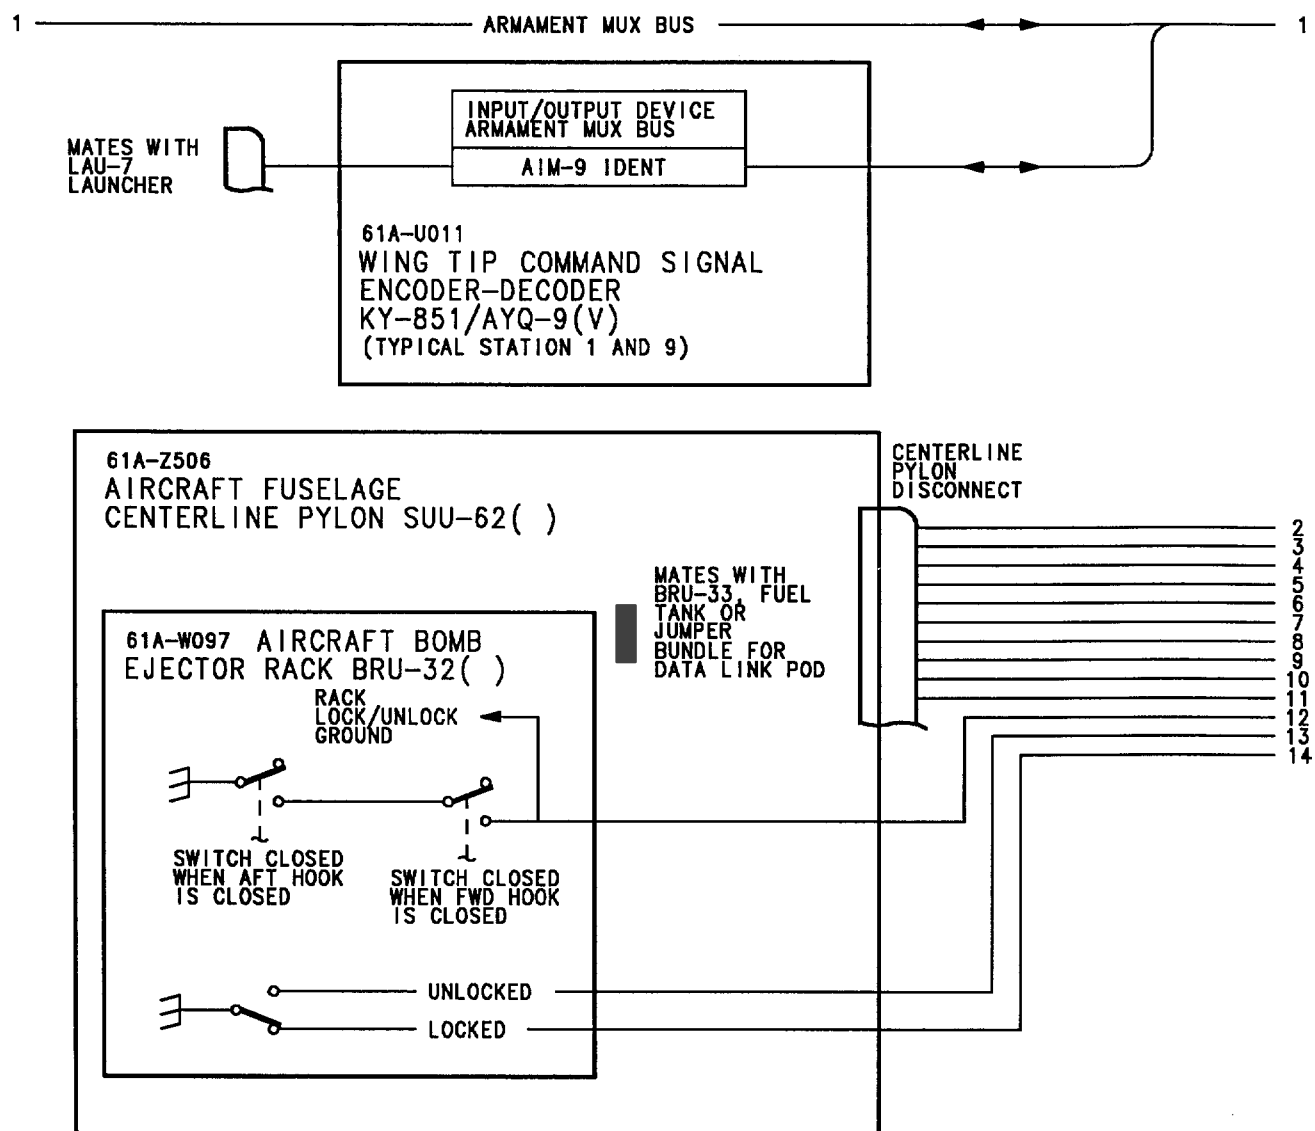 1 ARMAMENT MUX BUS 1
INPUT/OUTPUT DEVICE
ARMAMENT MUX BUS
AIM-9 IDENT
MATES WITH
LAU-7
LAUNCHER
61A-U011
WING TIP COMMAND SIGNAL
ENCODER-DECODER
KY-851/AYQ-9(V)
(TYPICAL STATION 1 AND 9)
61A-Z506
AIRCRAFT FUSELAGE
CENTERLINE PYLON SUU-62( )
CENTERLINE
PYLON
DISCONNECT
2
3
4
5
6
7
8
9
10
11
12
13
14
MATES WITH
BRU-33, FUEL
TANK OR
JUMPER
BUNDLE FOR
DATA LINK POD
61A-W097 AIRCRAFT BOMB
EJECTOR RACK BRU-32( )
RACK
LOCK/UNLOCK
GROUND
SWITCH CLOSED
WHEN AFT HOOK
IS CLOSED
SWITCH CLOSED
WHEN FWD HOOK
IS CLOSED
UNLOCKED
LOCKED